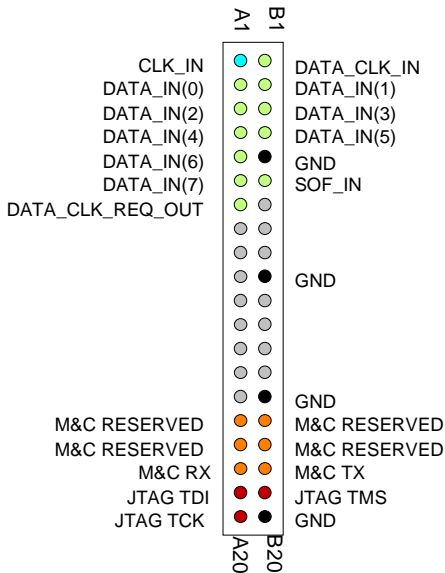 A1 B1
CLK_IN DATA_CLK_IN
DATA_IN(0) DATA_IN(1)
DATA_IN(2) DATA_IN(3)
DATA_IN(4) DATA_IN(5)
DATA_IN(6) GND
DATA_IN(7) SOF_IN
DATA_CLK_REQ_OUT
GND
GND
M&C RESERVED M&C RESERVED
M&C RESERVED M&C RESERVED
M&C RX M&C TX
JTAG TDI JTAG TMS
JTAG TCK GND
A20 B20